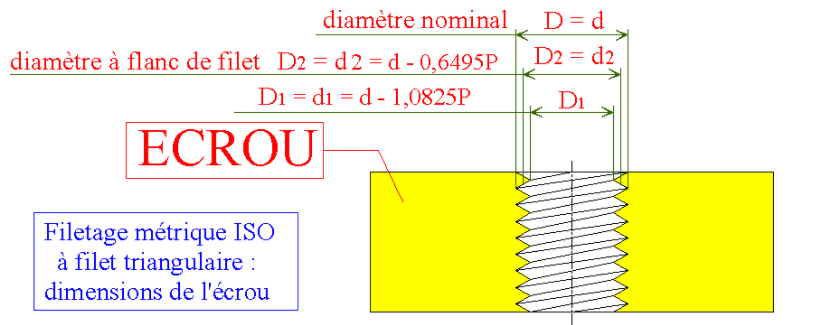 diamètre nominal D = d
diamètre à flanc de filet D2 = d2 = d - 0,6495P D2 = d2
D1 = d1 = d - 1,0825P D1
ECROU
Filetage métrique ISO
à filet triangulaire :
dimensions de l'écrou